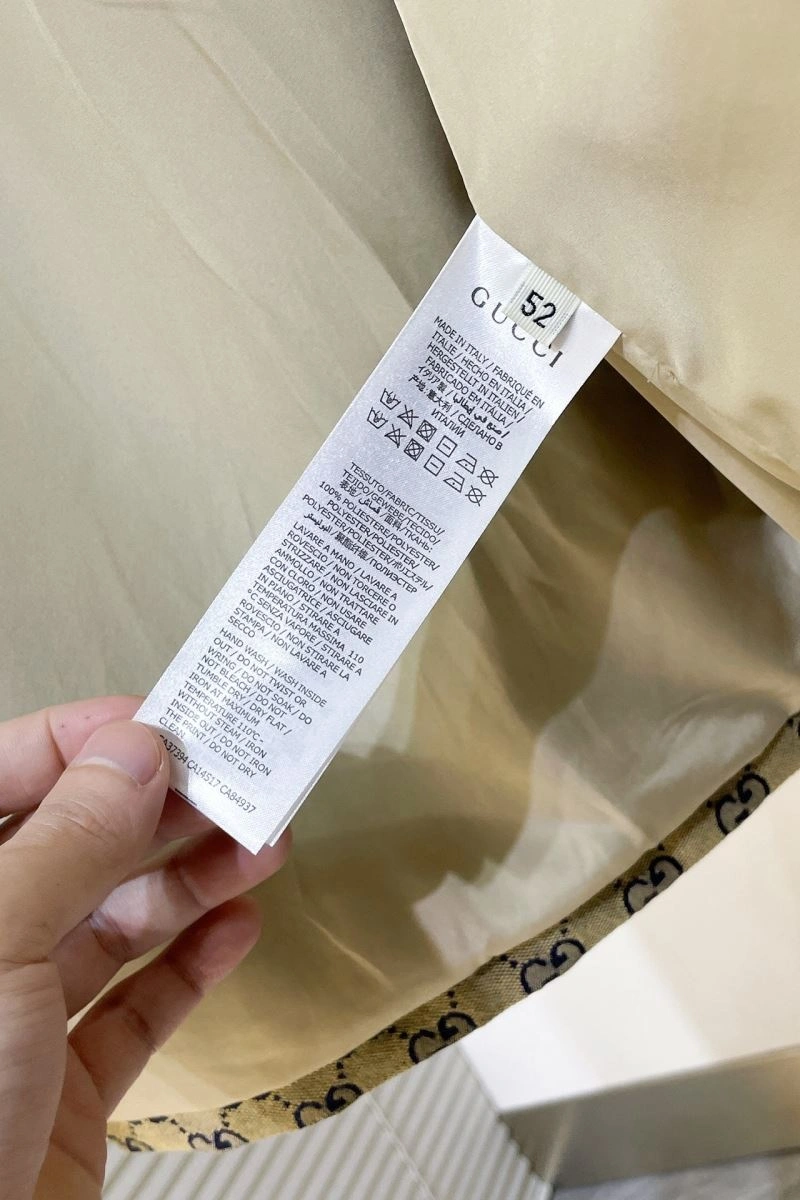 GUCCI
52
MADE IN ITALY / FABRIQUÉ EN
ITALIE / HECHO EN ITALIA /
HERGESTELLT IN ITALIEN /
FABRICADO EM ITÁLIA /
イタリア製 / صنع في إيطاليا /
产地: 意大利 / СДЕЛАНО В
ИТАЛИИ
TESSUTO/FABRIC/TISSU/
TEJIDO/GEWEBE/TECIDO/
表地/قماش/面料/ТКАНЬ:
100% POLIESTERE/POLYESTER/
POLYESTER/POLYESTER/
POLYESTER/POLIÉSTER/ポリエステル/
البوليستر/聚酯纤维/ПОЛИЭСТЕР
LAVARE A MANO / LAVARE A
ROVESCIO / NON TORCERE O
STRIZZARE / NON LASCIARE IN
AMMOLLO / NON TRATTARE
CON CLORO / NON USARE
ASCIUGATRICE / ASCIUGARE
IN PIANO / STIRARE A
TEMPERATURA MASSIMA 110
°C SENZA VAPORE / STIRARE A
ROVESCIO / NON STIRARE LA
STAMPA / NON LAVARE A
SECCO
HAND WASH / WASH INSIDE
OUT / DO NOT TWIST OR
WRING / DO NOT SOAK / DO
NOT BLEACH / DO NOT
TUMBLE DRY / DRY FLAT /
IRON AT MAXIMUM
TEMPERATURE 110°C -
WITHOUT STEAM / IRON
INSIDE OUT / DO NOT IRON
THE PRINT / DO NOT DRY
CLEAN
CA37394 CA14517 CA84937